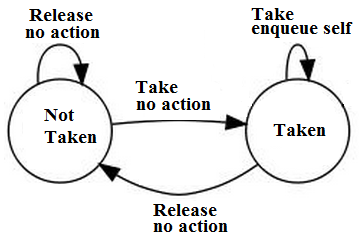 Release
no action
Take
enqueue self
Take
no action
Not
Taken
Taken
Release
no action